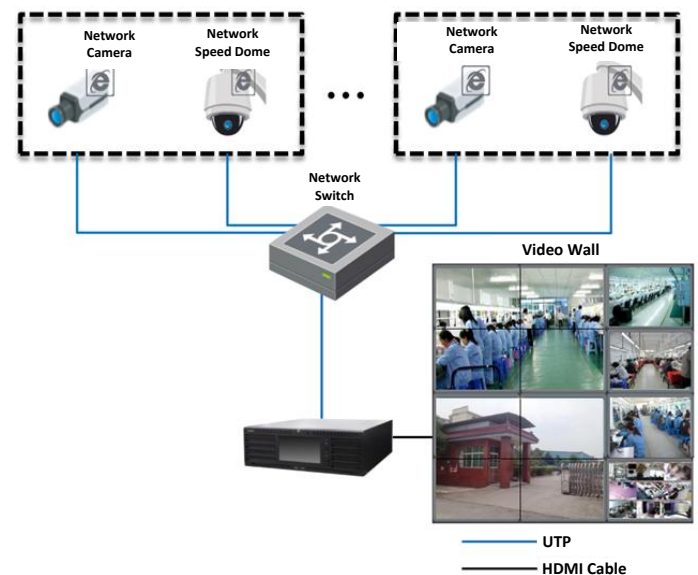 Network
Camera
Network
Speed Dome
Network
Camera
Network
Speed Dome
...
Network
Switch
Video Wall
UTP
HDMI Cable